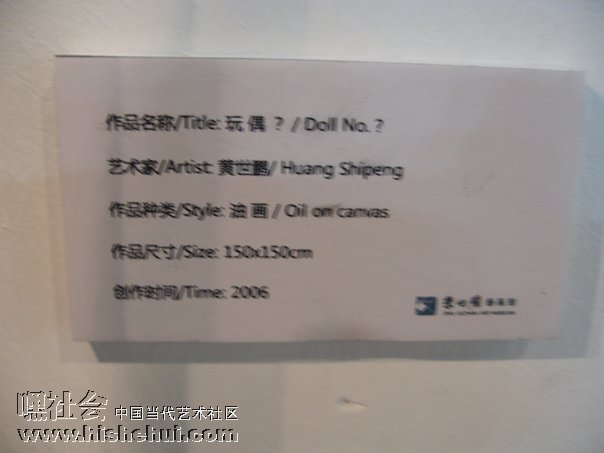 作品名称/Title: 玩 偶 ? / Doll No. ?
艺术家/Artist: 黄世鹏/ Huang Shipeng
作品种类/Style: 油 画 / Oil on canvas
作品尺寸/Size: 150x150cm
创作时间/Time: 2006
嘿社会 中国当代艺术社区
www.hishehui.com